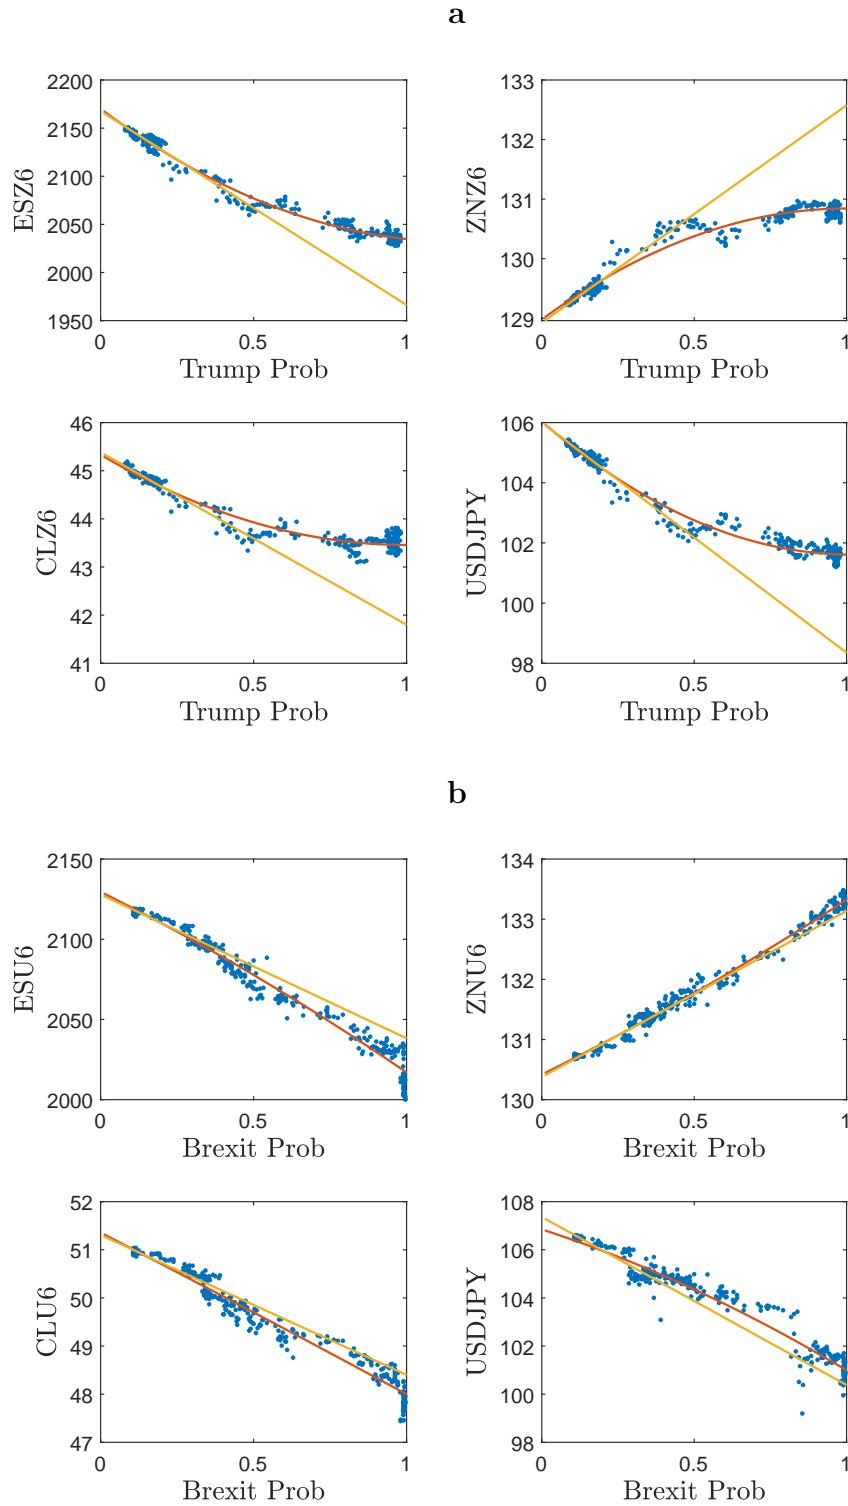 a
2200
2150
2100
2050
2000
1950
ESZ6
0 0.5 1
Trump Prob
133
132
131
130
129
ZNZ6
0 0.5 1
Trump Prob
46
45
44
43
42
41
CLZ6
0 0.5 1
Trump Prob
106
104
102
100
98
USDJPY
0 0.5 1
Trump Prob
b
2150
2100
2050
2000
ESU6
0 0.5 1
Brexit Prob
134
133
132
131
130
ZNU6
0 0.5 1
Brexit Prob
52
51
50
49
48
47
CLU6
0 0.5 1
Brexit Prob
108
106
104
102
100
98
USDJPY
0 0.5 1
Brexit Prob